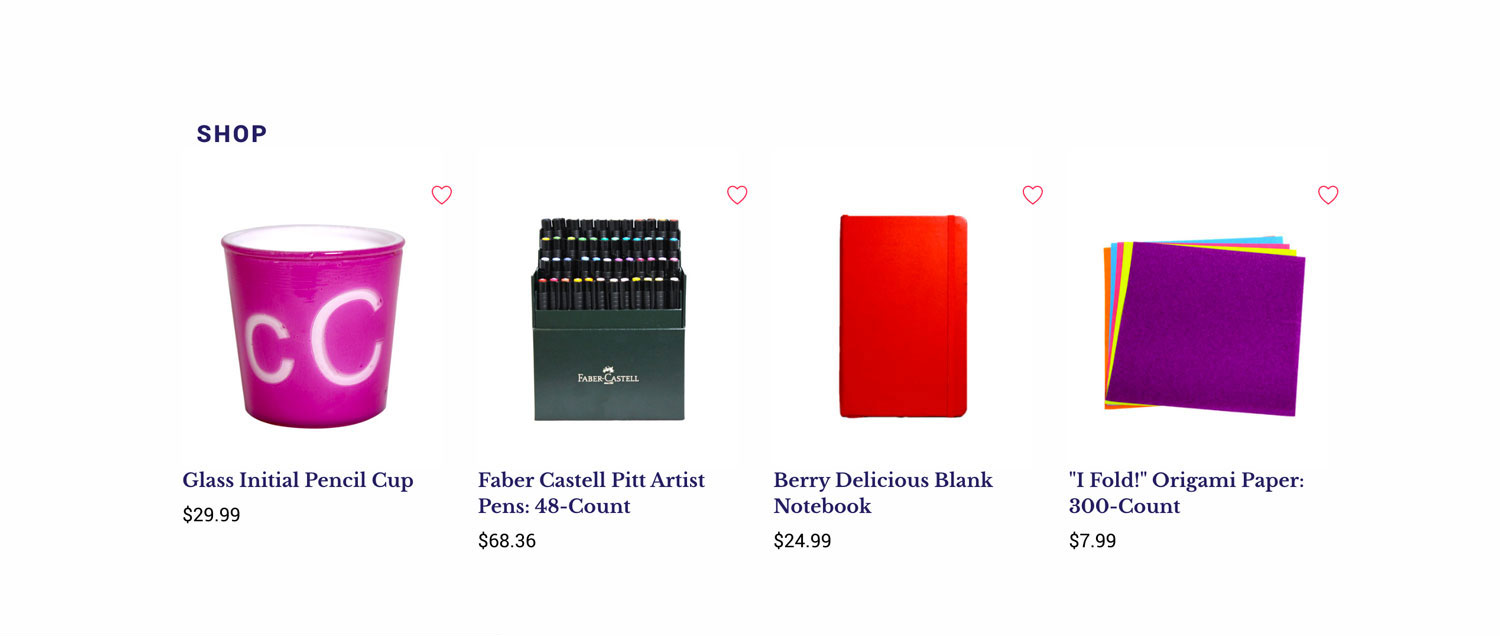 SHOP
cC
FABER-CASTELL
Glass Initial Pencil Cup
$29.99
Faber Castell Pitt Artist
Pens: 48-Count
$68.36
Berry Delicious Blank
Notebook
$24.99
"I Fold!" Origami Paper:
300-Count
$7.99